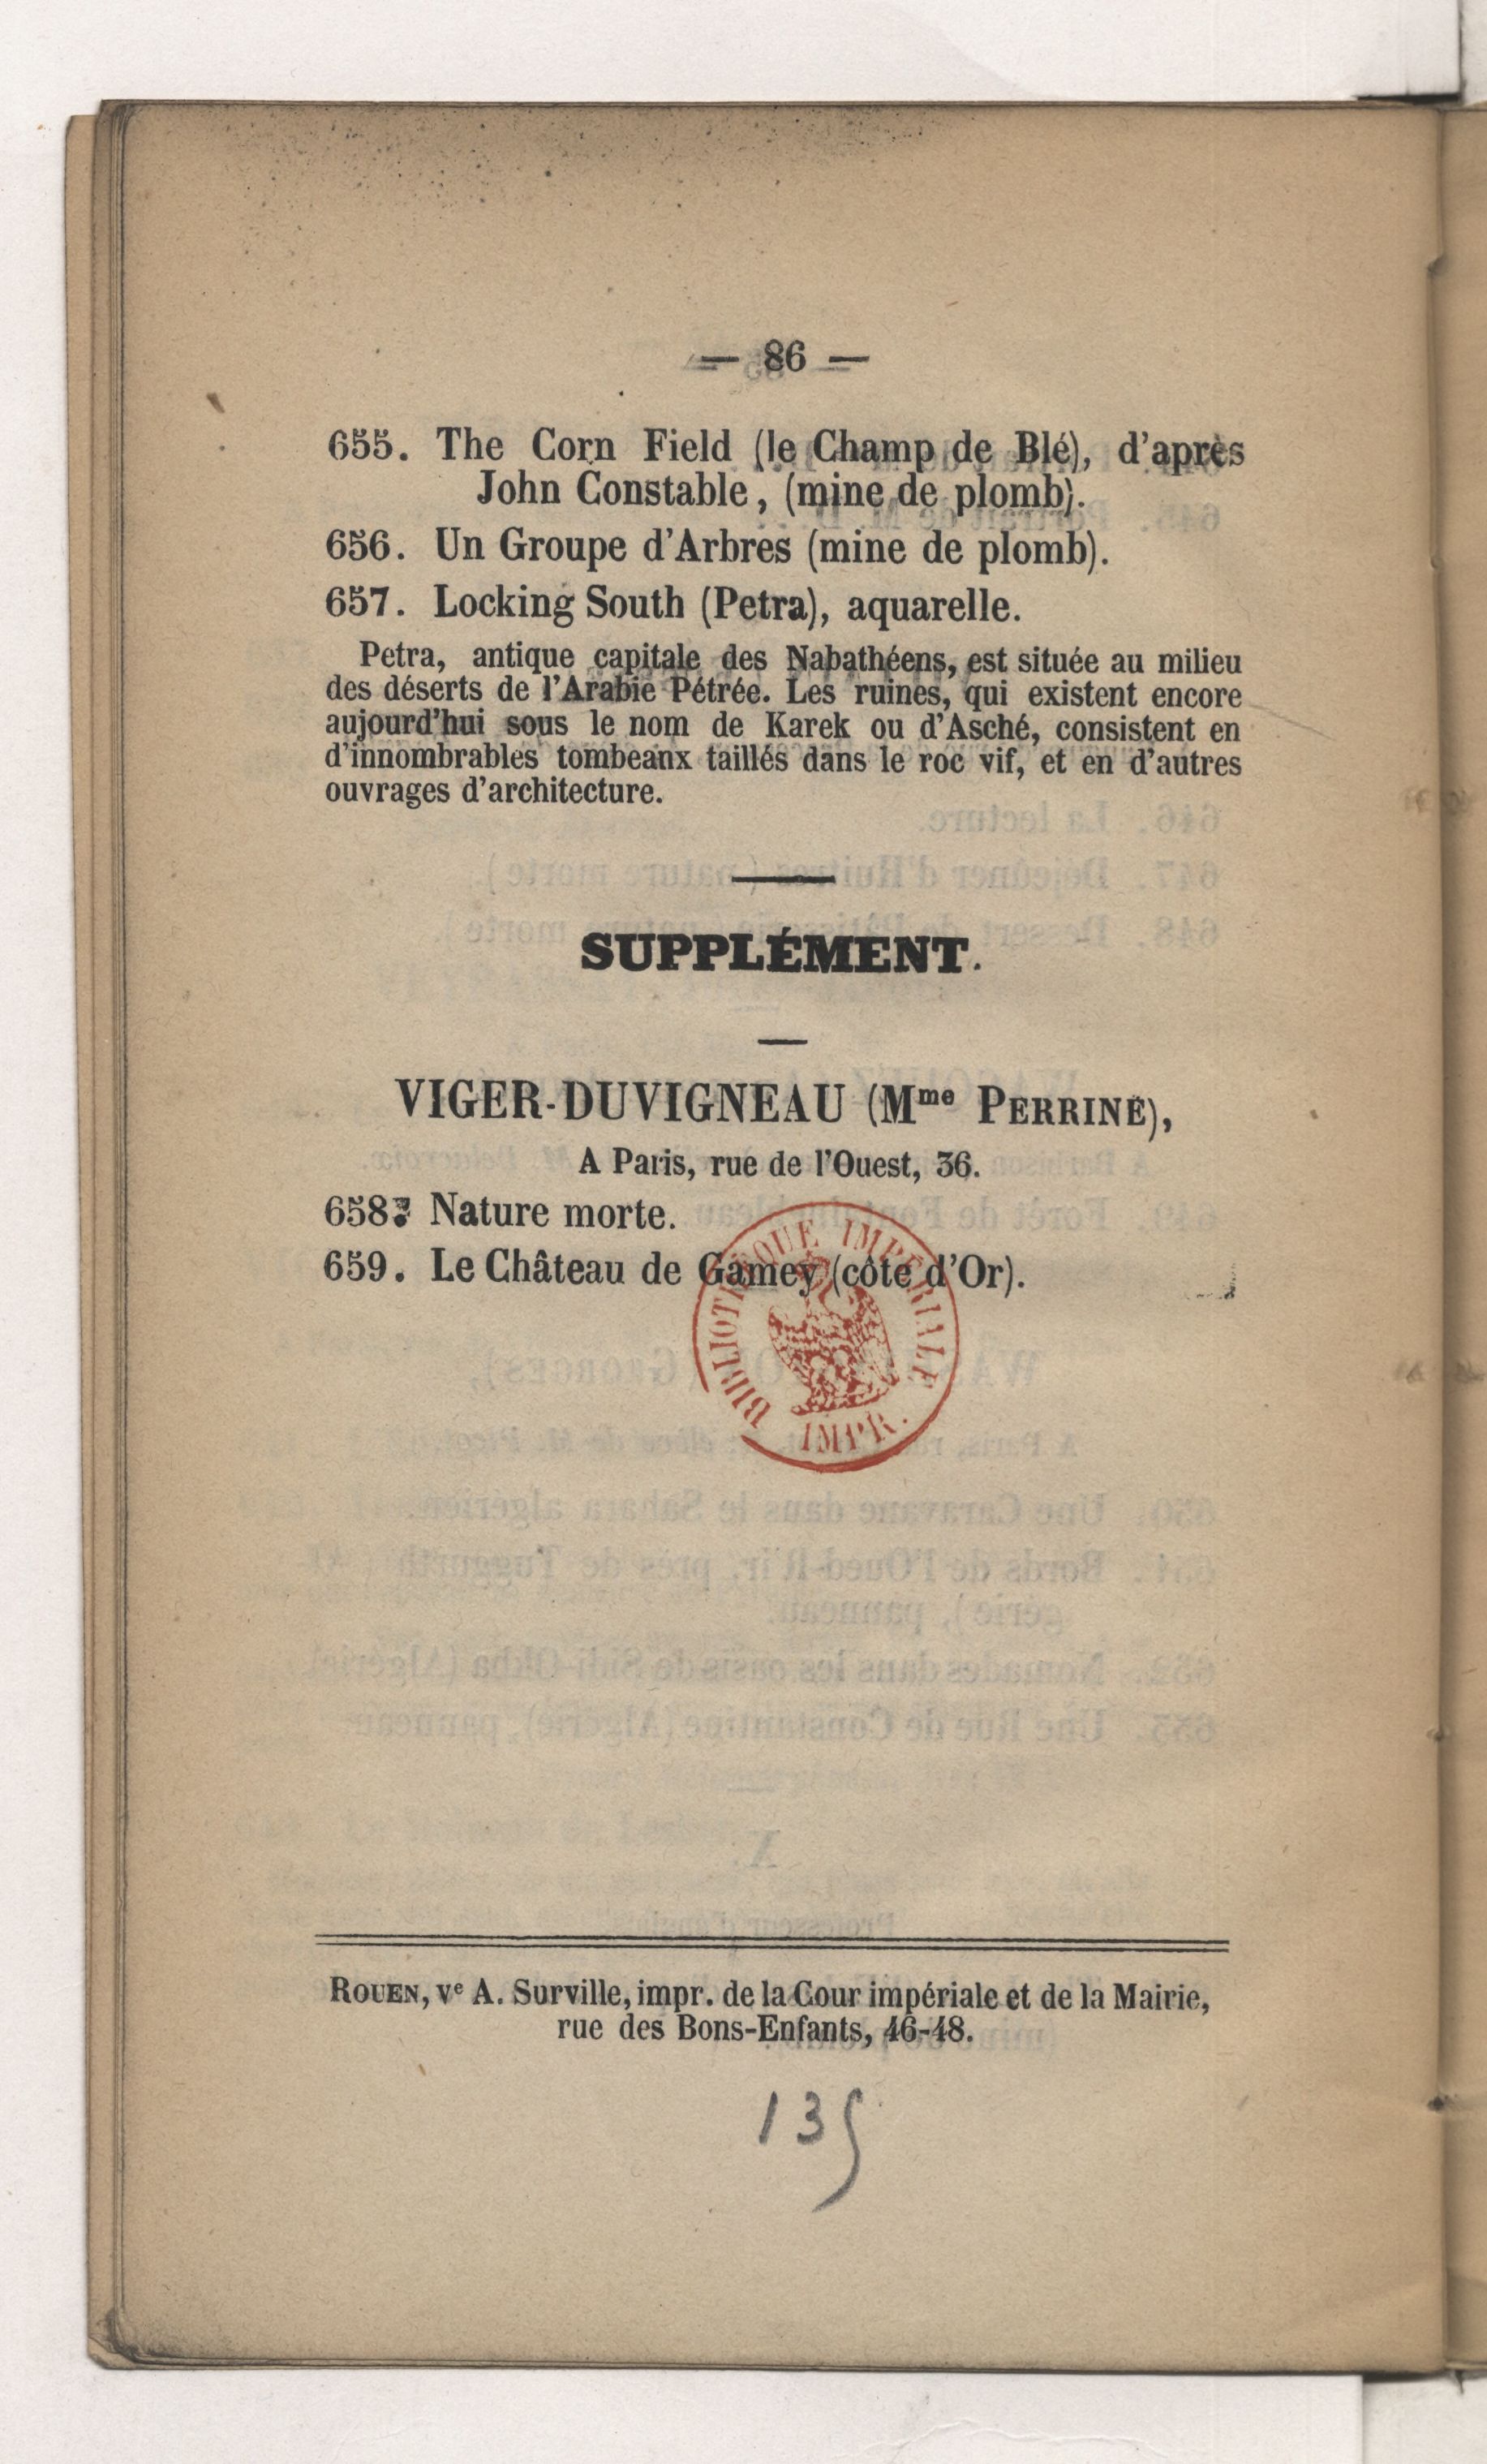 — 86 —
655. The Corn Field (le Champ de Blé), d'après
John Constable, (mine de plomb).
656. Un Groupe d'Arbres (mine de plomb).
657. Locking South (Petra), aquarelle.
Petra, antique capitale des Nabathéens, est située au milieu
des déserts de l'Arabie Pétrée. Les ruines, qui existent encore
aujourd'hui sous le nom de Karek ou d'Asché, consistent en
d'innombrables tombeanx taillés dans le roc vif, et en d'autres
ouvrages d'architecture.
SUPPLÉMENT.
VIGER-DUVIGNEAU (Mme PERRINE),
A Paris, rue de l'Ouest, 36.
658. Nature morte.
659. Le Château de Gamey (côte d'Or).
BIBLIOTHÈQUE IMPÉRIALE
IMPR.
ROUEN, Ve A. Surville, impr. de la Cour impériale et de la Mairie,
rue des Bons-Enfants, 46-48.
135